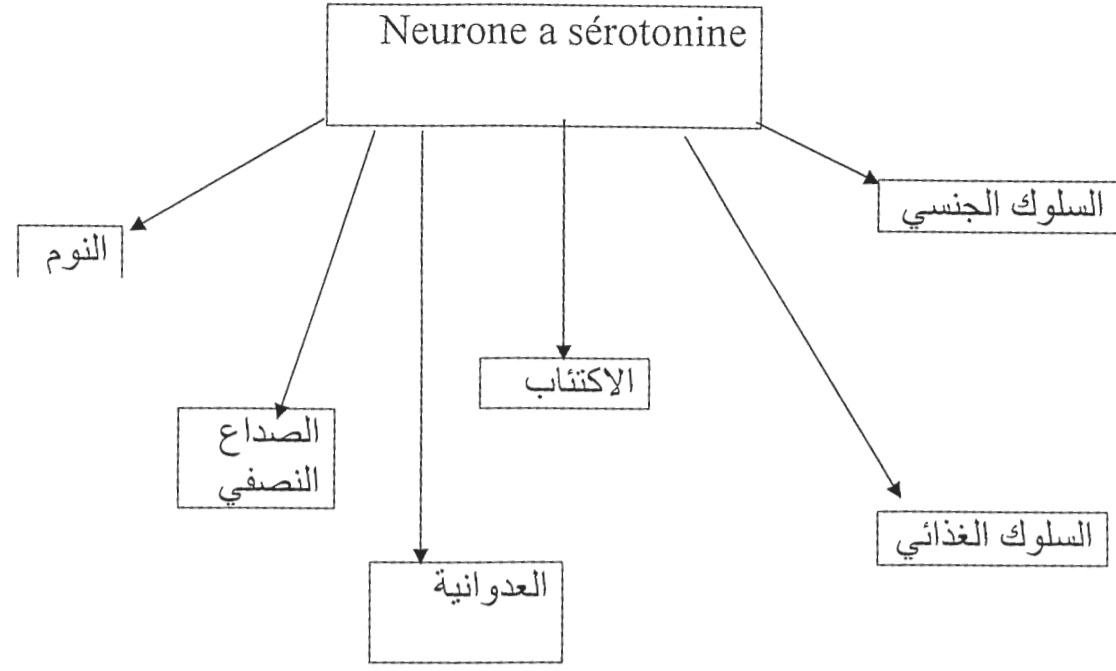 Neurone a sérotonine
السلوك الجنسي
النوم
الاكتئاب
الصداع
النصفي
السلوك الغذائي
العدوانية